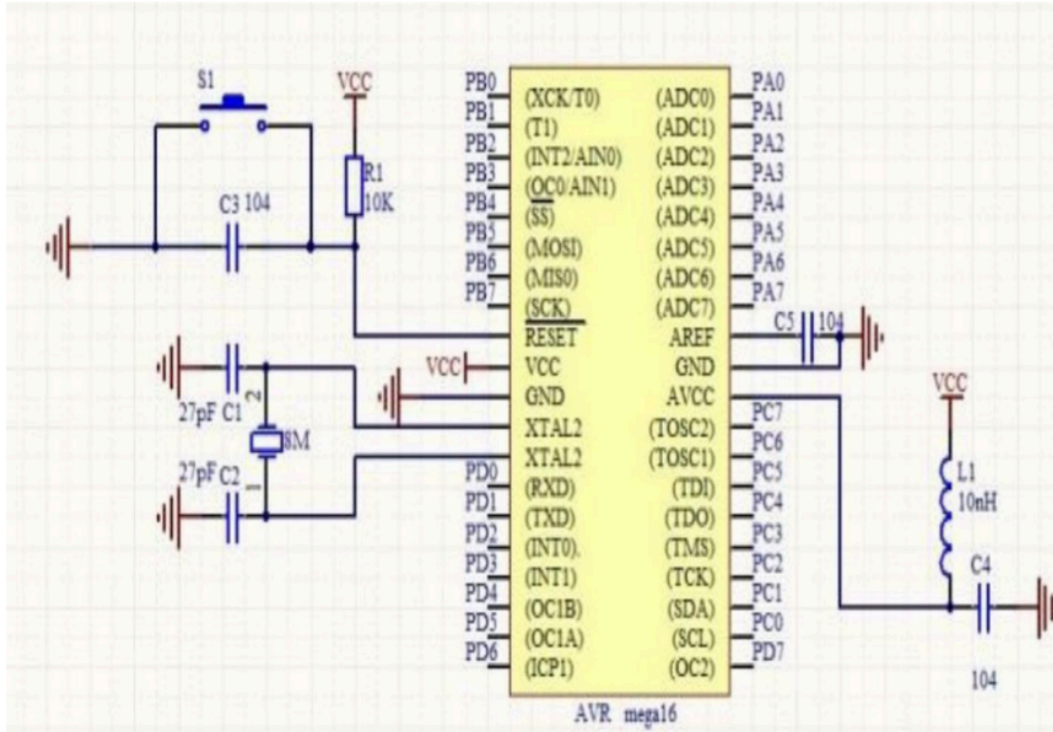 S1
VCC
R1
10K
C3 104
VCC
27pF C1
2
8M
27pF C2
1
PB0
PB1
PB2
PB3
PB4
PB5
PB6
PB7
PD0
PD1
PD2
PD3
PD4
PD5
PD6
(XCK/T0) (ADC0)
(T1) (ADC1)
(INT2/AIN0) (ADC2)
(OC0/AIN1) (ADC3)
(SS) (ADC4)
(MOSI) (ADC5)
(MIS0) (ADC6)
(SCK) (ADC7)
RESET AREF
VCC GND
GND AVCC
XTAL2 (TOSC2)
XTAL2 (TOSC1)
(RXD) (TDI)
(TXD) (TDO)
(INT0). (TMS)
(INT1) (TCK)
(OC1B) (SDA)
(OC1A) (SCL)
(ICP1) (OC2)
PA0
PA1
PA2
PA3
PA4
PA5
PA6
PA7
C5 104
PC7
PC6
PC5
PC4
PC3
PC2
PC1
PC0
PD7
VCC
L1
10nH
C4
104
AVR mega16